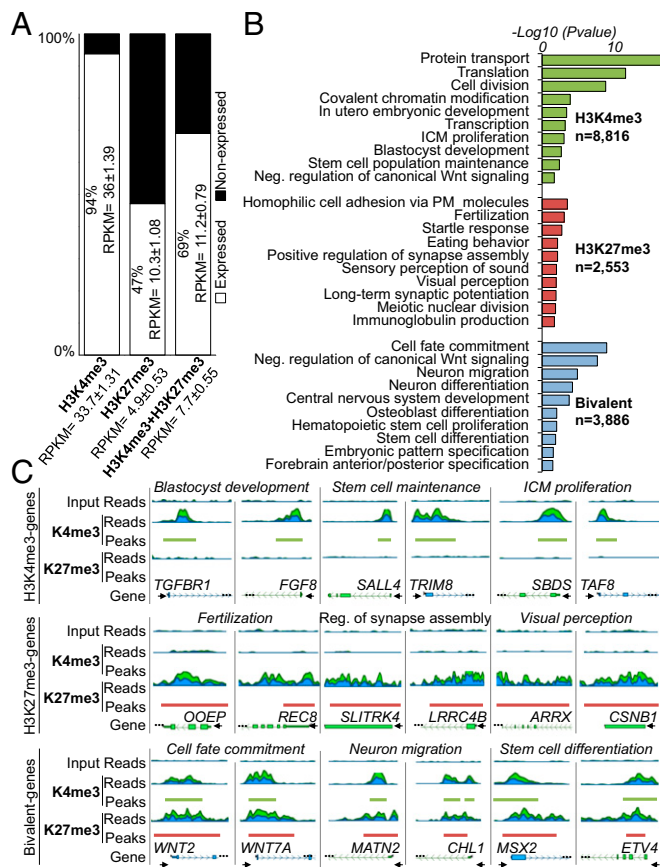 A
100%
0%
94%
RPKM= 36±1.39
47%
RPKM= 10.3±1.08
69%
RPKM= 11.2±0.79
Expressed
Non-expressed
H3K4me3
RPKM= 33.7±1.31
H3K27me3
RPKM= 4.9±0.53
H3K4me3+H3K27me3
RPKM= 7.7±0.55
B
-Log10 (Pvalue)
0 10
Protein transport
Translation
Cell division
Covalent chromatin modification
In utero embryonic development
Transcription
ICM proliferation
Blastocyst development
Stem cell population maintenance
Neg. regulation of canonical Wnt signaling
H3K4me3
n=8,816
Homophilic cell adhesion via PM_molecules
Fertilization
Startle response
Eating behavior
Positive regulation of synapse assembly
Sensory perception of sound
Visual perception
Long-term synaptic potentiation
Meiotic nuclear division
Immunoglobulin production
H3K27me3
n=2,553
Cell fate commitment
Neg. regulation of canonical Wnt signaling
Neuron migration
Neuron differentiation
Central nervous system development
Osteoblast differentiation
Hematopoietic stem cell proliferation
Stem cell differentiation
Embryonic pattern specification
Forebrain anterior/posterior specification
Bivalent
n=3,886
C
H3K4me3-genes
Blastocyst development Stem cell maintenance ICM proliferation
Input Reads
K4me3 Reads
Peaks
K27me3 Reads
Peaks
Gene TGFBR1 FGF8 SALL4 TRIM8 SBDS TAF8
H3K27me3-genes
Fertilization Reg. of synapse assembly Visual perception
Input Reads
K4me3 Reads
Peaks
K27me3 Reads
Peaks
Gene OOEP REC8 SLITRK4 LRRC4B ARRX CSNB1
Bivalent-genes
Cell fate commitment Neuron migration Stem cell differentiation
Input Reads
K4me3 Reads
Peaks
K27me3 Reads
Peaks
Gene WNT2 WNT7A MATN2 CHL1 MSX2 ETV4